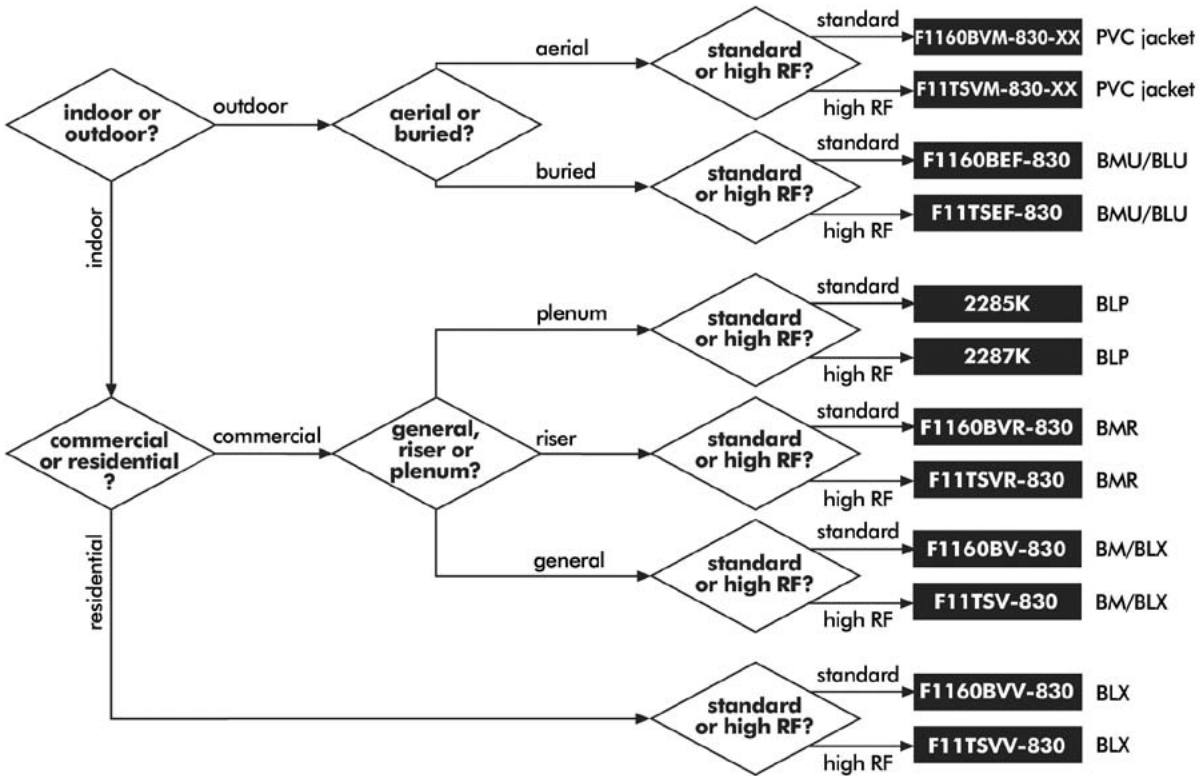 indoor or
outdoor?
outdoor
aerial or
buried?
aerial
standard
or high RF?
standard
F1160BVM-830-XX PVC jacket
high RF
F11TSVM-830-XX PVC jacket
buried
standard
or high RF?
standard
F1160BEF-830 BMU/BLU
high RF
F11TSEF-830 BMU/BLU
indoor
commercial
or residential
?
commercial
general,
riser or
plenum?
plenum
standard
or high RF?
standard
2285K BLP
high RF
2287K BLP
riser
standard
or high RF?
standard
F1160BVR-830 BMR
high RF
F11TSVR-830 BMR
general
standard
or high RF?
standard
F1160BV-830 BM/BLX
high RF
F11TSV-830 BM/BLX
residential
standard
or high RF?
standard
F1160BVV-830 BLX
high RF
F11TSVV-830 BLX